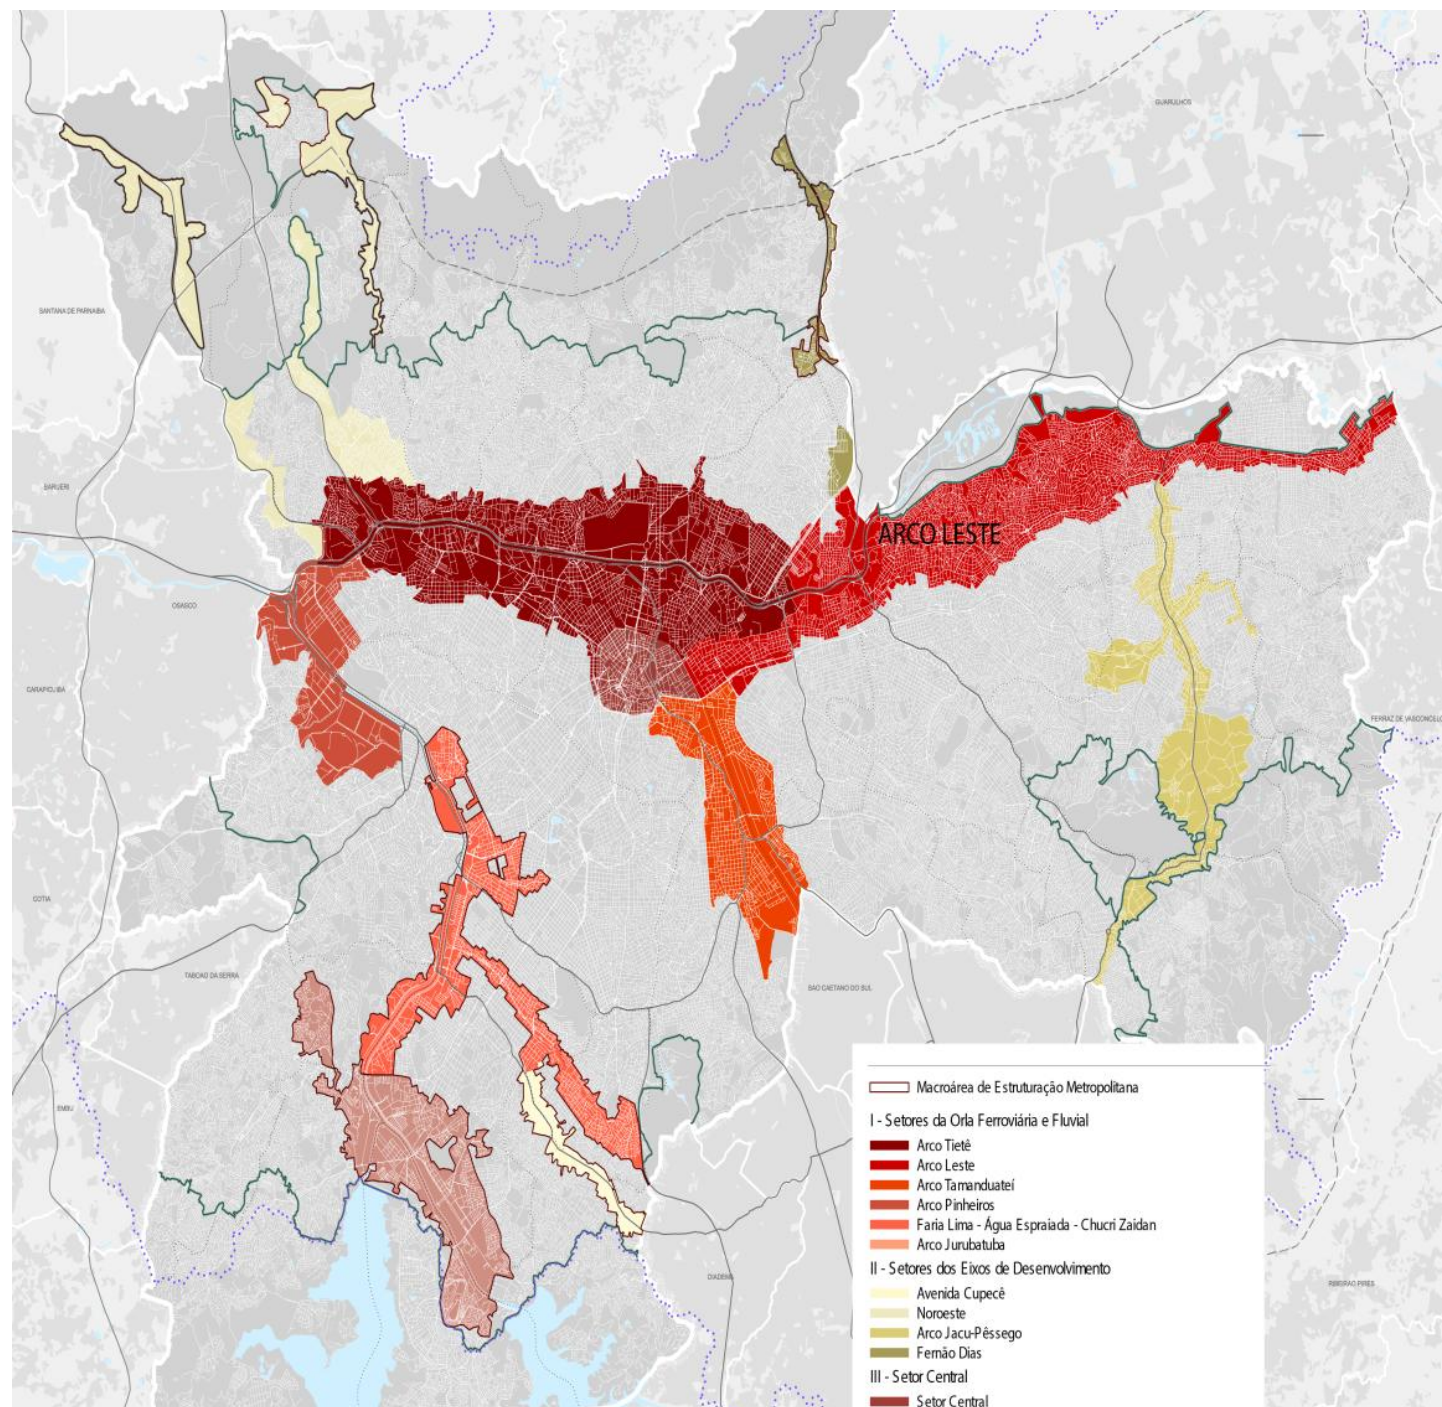 GUARULHOS
SANTANA DE PARNAIBA
BARUERI
ARCO LESTE
OSASCO
CARAPICUIBA
FERRAZ DE VASCONCELO
COTIA
TABOAO DA SERRA
SAO CAETANO DO SUL
EMBU
DIADEMA
RIBEIRAO PIRES
Macroárea de Estruturação Metropolitana
I - Setores da Orla Ferroviária e Fluvial
Arco Tietê
Arco Leste
Arco Tamanduateí
Arco Pinheiros
Faria Lima - Água Espraiada - Chucri Zaidan
Arco Jurubatuba
II - Setores dos Eixos de Desenvolvimento
Avenida Cupecê
Noroeste
Arco Jacu-Pêssego
Fernão Dias
III - Setor Central
Setor Central